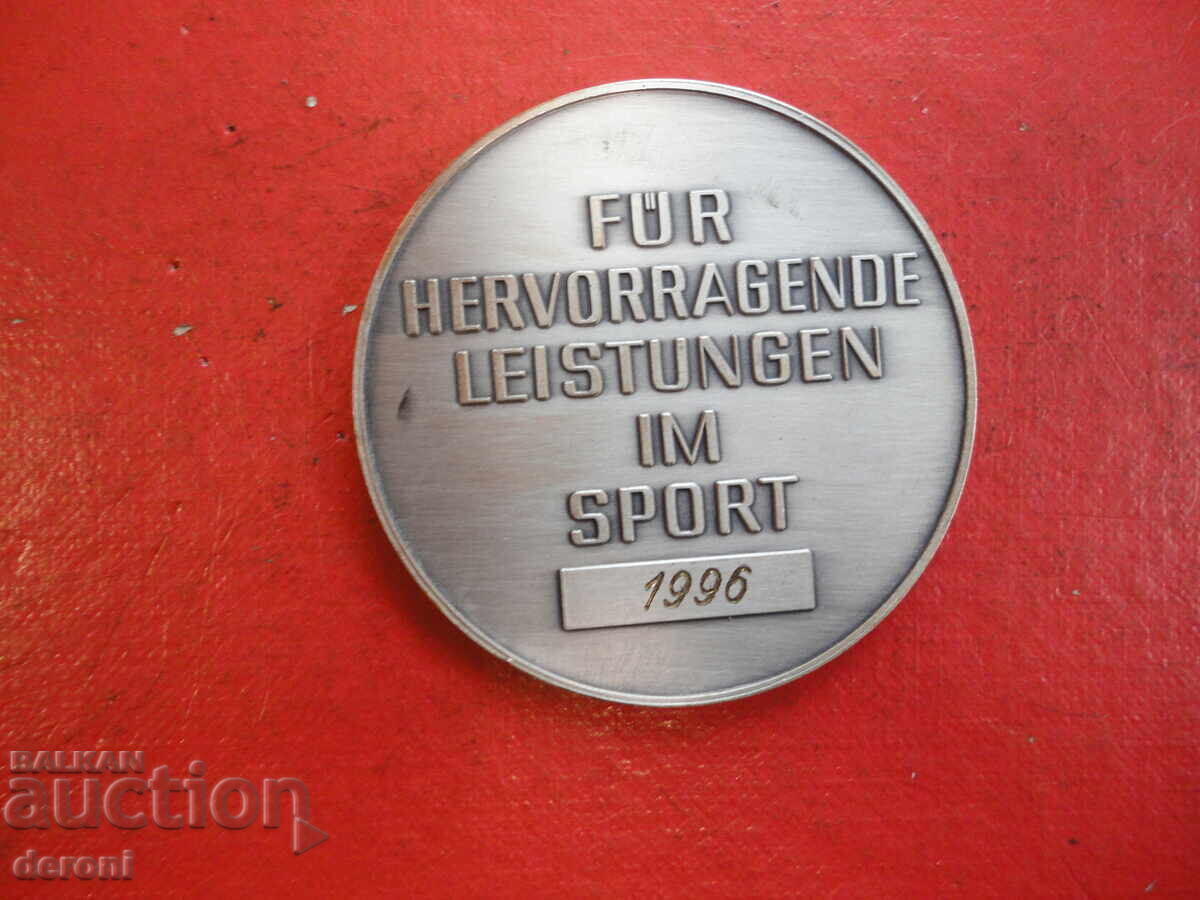 FÜR
HERVORRAGENDE
LEISTUNGEN
IM
SPORT
1996
BALKAN
auction
deroni